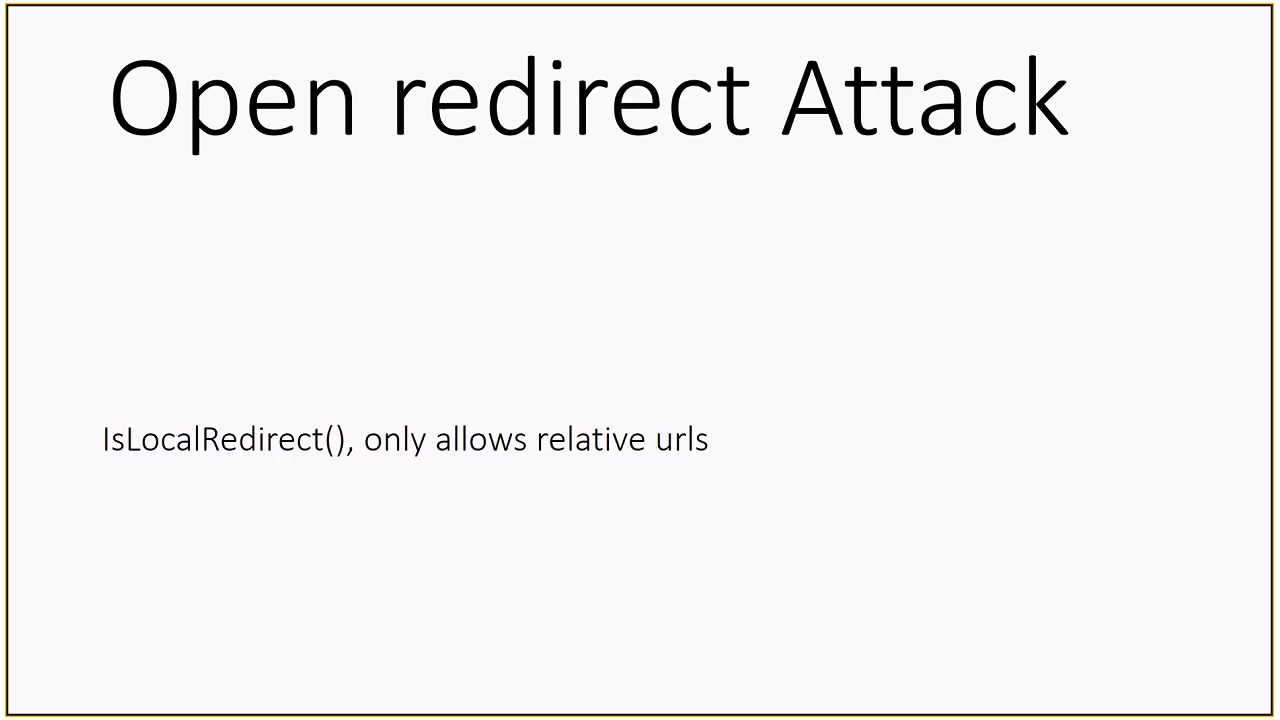 Open redirect Attack
IsLocalRedirect(), only allows relative urls